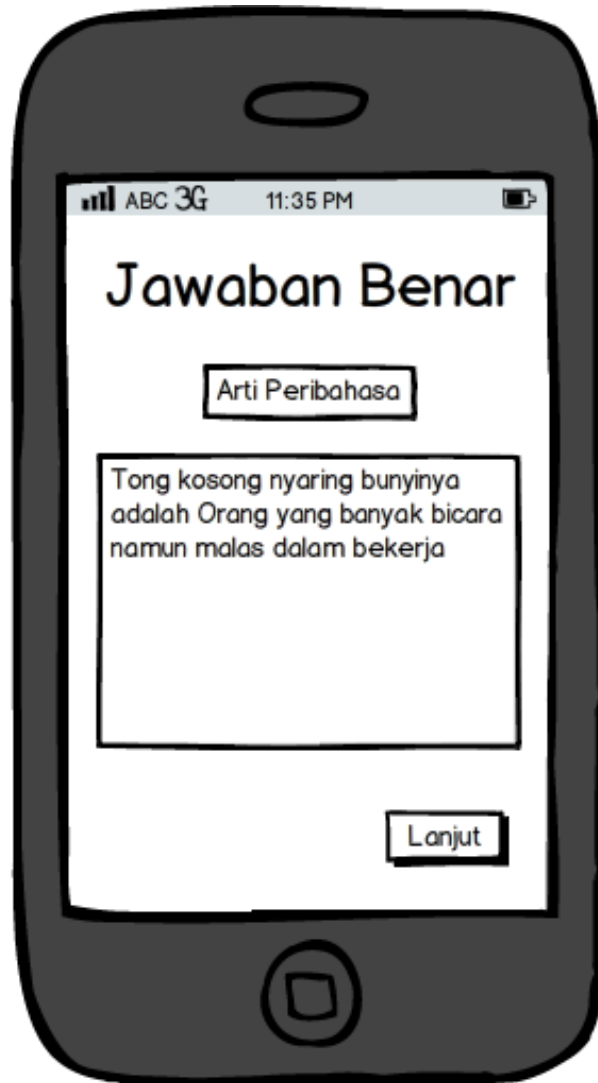 ABC 3G 11:35 PM
Jawaban Benar
Arti Peribahasa
Tong kosong nyaring bunyinya
adalah Orang yang banyak bicara
namun malas dalam bekerja
Lanjut